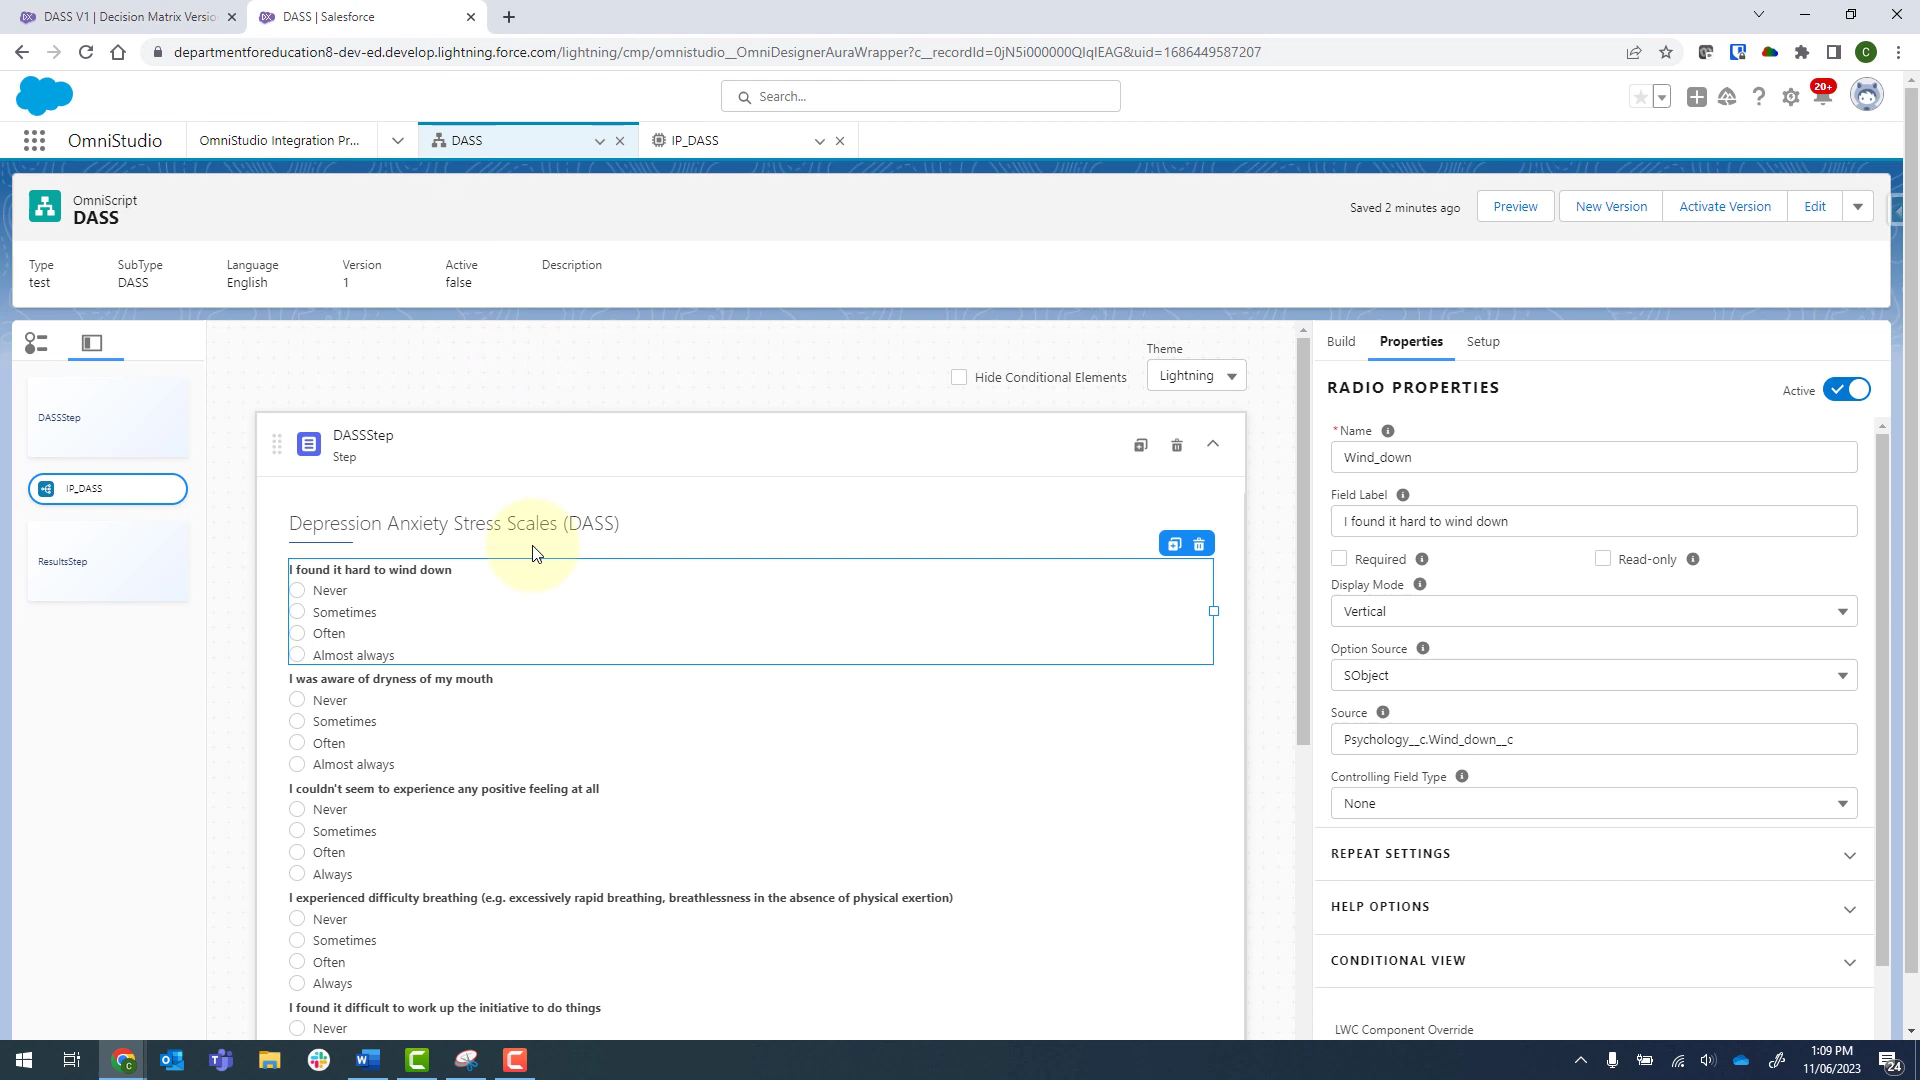 DASS V1 | Decision Matrix Versio
DASS | Salesforce
departmentforeducation8-dev-ed.develop.lightning.force.com/lightning/cmp/omnistudio__OmniDesignerAuraWrapper?c__recordId=0jN5i000000QlqIEAG&uid=1686449587207
C
Search...
20+
OmniStudio
OmniStudio Integration Pr...
DASS
IP_DASS
OmniScript
DASS
Saved 2 minutes ago
Preview
New Version
Activate Version
Edit
Type
SubType
Language
Version
Active
Description
test
DASS
English
1
false
DASSStep
IP_DASS
ResultsStep
Theme
Hide Conditional Elements
Lightning
DASSStep
Step
Depression Anxiety Stress Scales (DASS)
I found it hard to wind down
Never
Sometimes
Often
Almost always
I was aware of dryness of my mouth
Never
Sometimes
Often
Almost always
I couldn't seem to experience any positive feeling at all
Never
Sometimes
Often
Always
I experienced difficulty breathing (e.g. excessively rapid breathing, breathlessness in the absence of physical exertion)
Never
Sometimes
Often
Always
I found it difficult to work up the initiative to do things
Never
Build
Properties
Setup
RADIO PROPERTIES
Active
* Name
Wind_down
Field Label
I found it hard to wind down
Required
Read-only
Display Mode
Vertical
Option Source
SObject
Source
Psychology__c.Wind_down__c
Controlling Field Type
None
REPEAT SETTINGS
HELP OPTIONS
CONDITIONAL VIEW
LWC Component Override
1:09 PM
11/06/2023
24